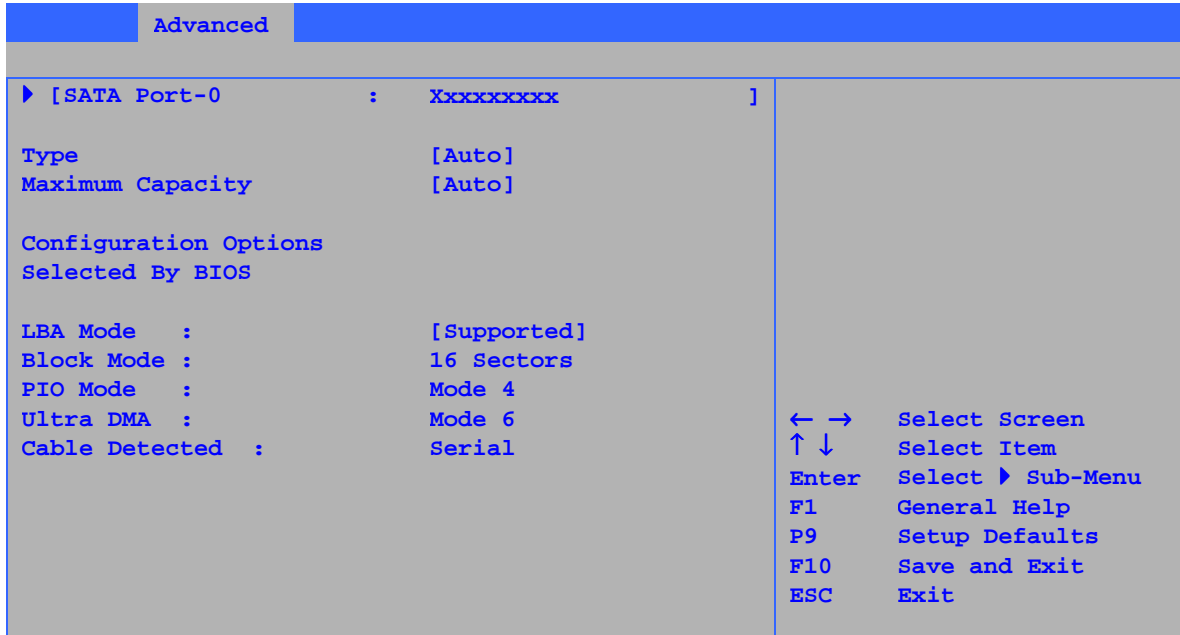 Advanced
▶ [SATA Port-0 : Xxxxxxxxx ]
Type [Auto]
Maximum Capacity [Auto]
Configuration Options
Selected By BIOS
LBA Mode : [Supported]
Block Mode : 16 Sectors
PIO Mode : Mode 4
Ultra DMA : Mode 6
Cable Detected : Serial
← → Select Screen
↑ ↓ Select Item
Enter Select ▶ Sub-Menu
F1 General Help
P9 Setup Defaults
F10 Save and Exit
ESC Exit